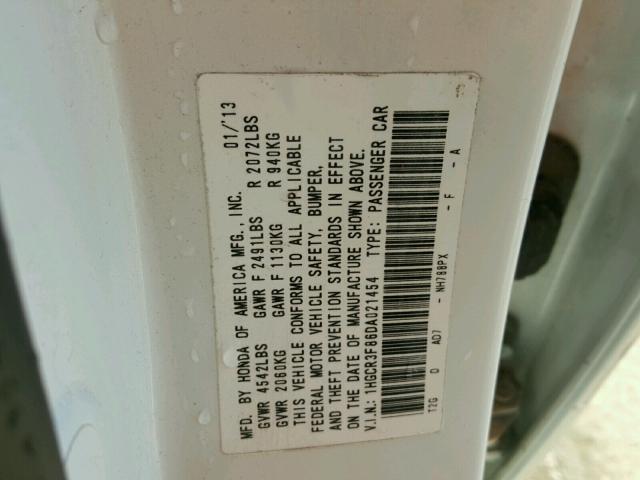 MFD. BY HONDA OF AMERICA MFG., INC. 01/'13
GVWR 4542LBS GAWR F 2491LBS R 2072LBS
GVWR 2060KG GAWR F 1130KG R 940KG
THIS VEHICLE CONFORMS TO ALL APPLICABLE
FEDERAL MOTOR VEHICLE SAFETY, BUMPER,
AND THEFT PREVENTION STANDARDS IN EFFECT
ON THE DATE OF MANUFACTURE SHOWN ABOVE.
V.I.N.: 1HGCR3F86DA021454 TYPE: PASSENGER CAR
T2G D AD7 - NH788PX - F - A